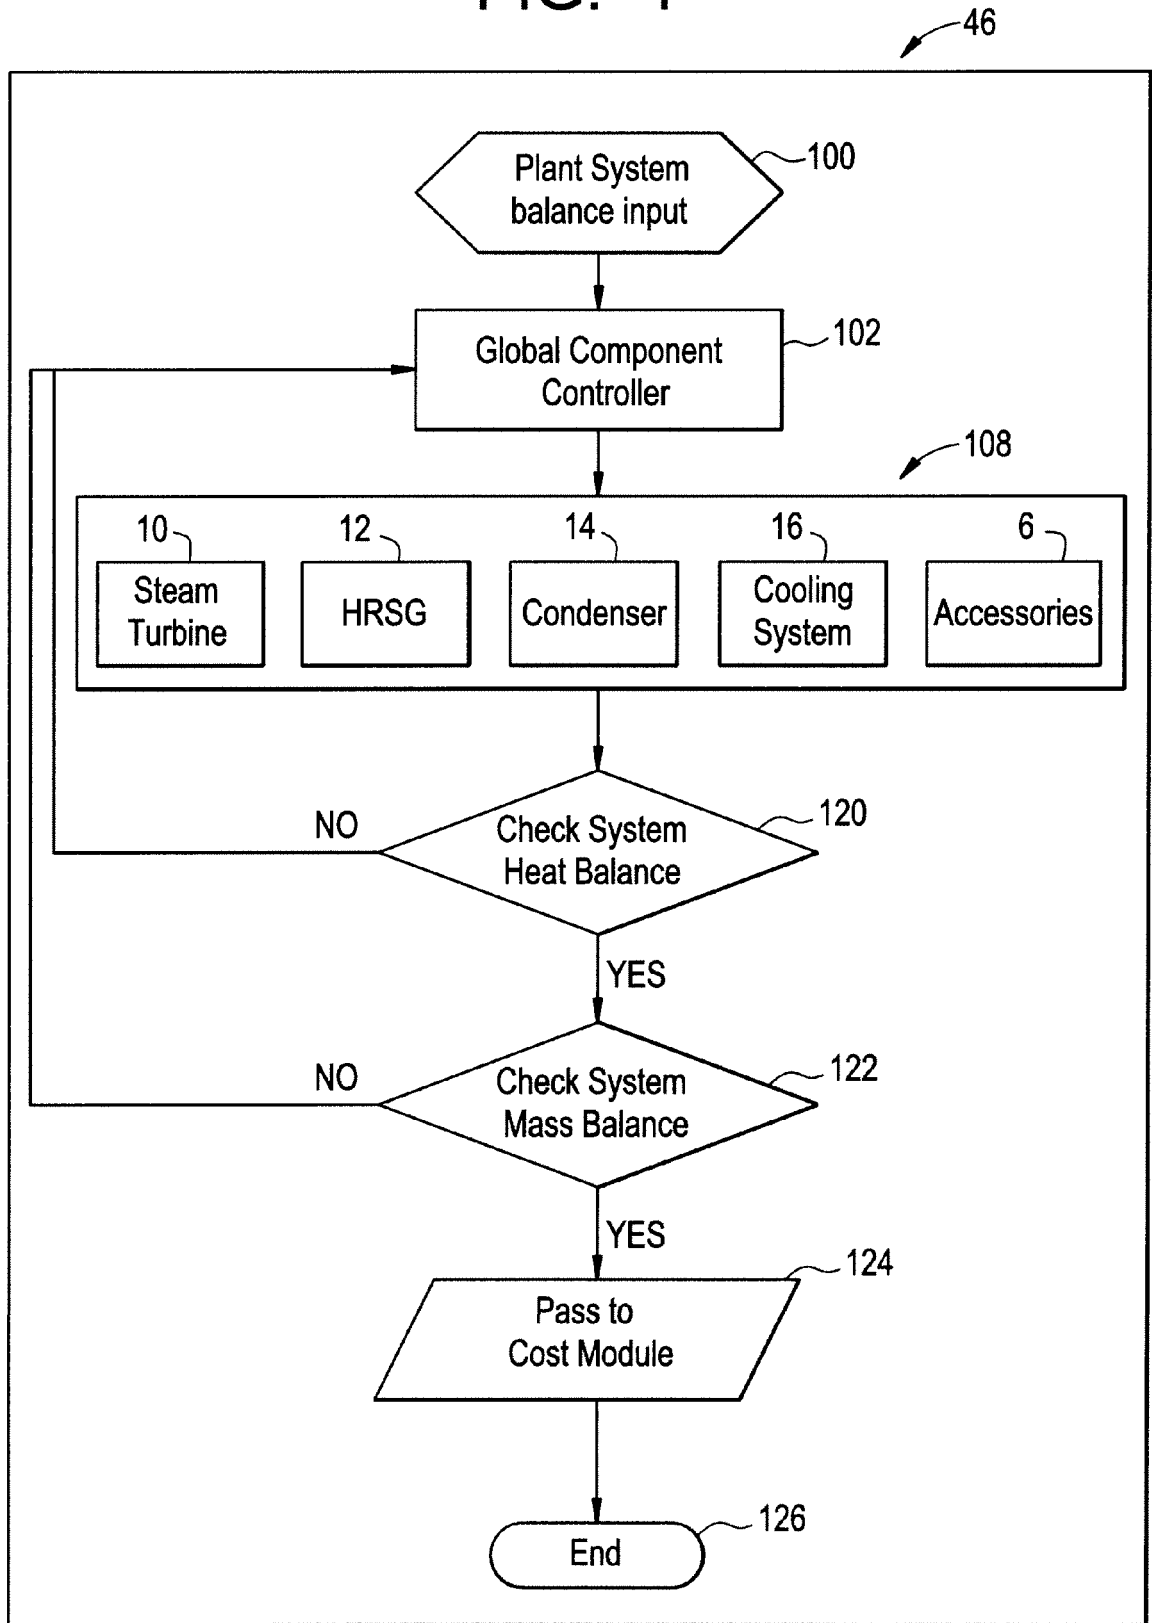 46
Plant System
balance input
100
Global Component
Controller
102
108
10
12
14
16
6
Steam
Turbine
HRSG
Condenser
Cooling
System
Accessories
NO
Check System
Heat Balance
120
YES
NO
Check System
Mass Balance
122
YES
124
Pass to
Cost Module
126
End